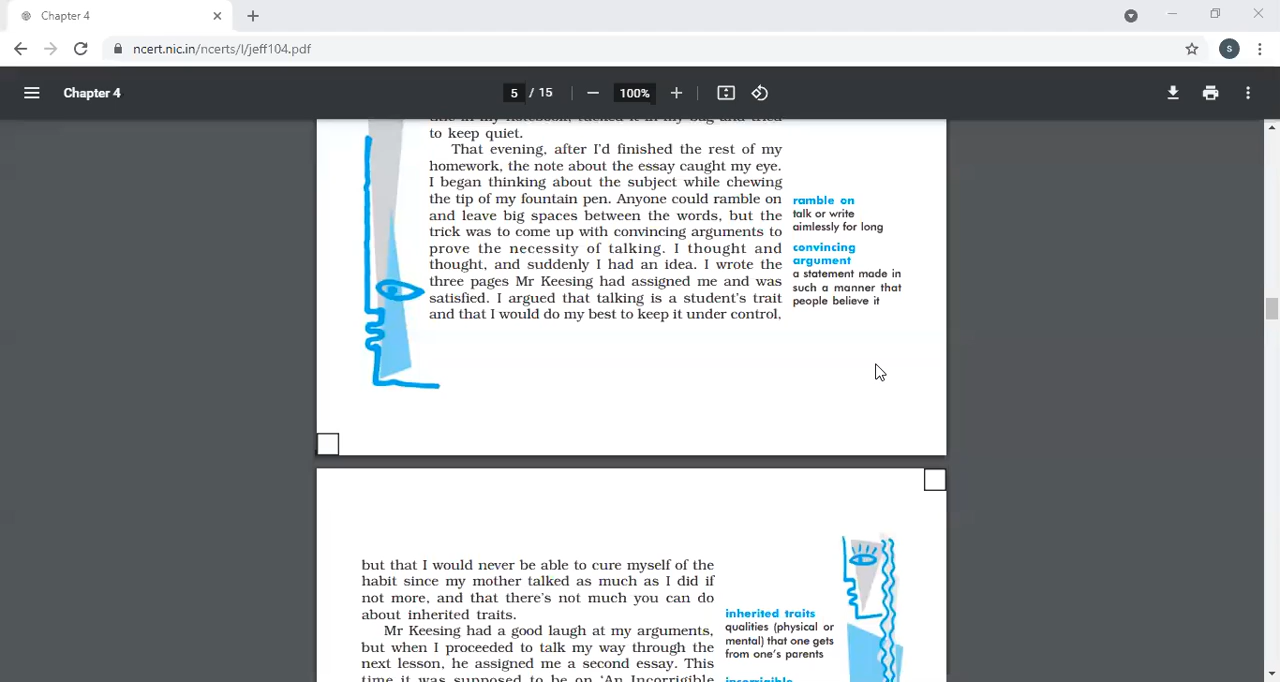 Chapter 4
ncert.nic.in/ncerts/l/jeff104.pdf
S
Chapter 4
5 / 15
100%
title in my notebook, tucked it in my bag and tried
to keep quiet.
That evening, after I'd finished the rest of my
homework, the note about the essay caught my eye.
I began thinking about the subject while chewing
the tip of my fountain pen. Anyone could ramble on
and leave big spaces between the words, but the
trick was to come up with convincing arguments to
prove the necessity of talking. I thought and
thought, and suddenly I had an idea. I wrote the
three pages Mr Keesing had assigned me and was
satisfied. I argued that talking is a student's trait
and that I would do my best to keep it under control,
ramble on
talk or write
aimlessly for long
convincing
argument
a statement made in
such a manner that
people believe it
but that I would never be able to cure myself of the
habit since my mother talked as much as I did if
not more, and that there's not much you can do
about inherited traits.
Mr Keesing had a good laugh at my arguments,
but when I proceeded to talk my way through the
next lesson, he assigned me a second essay. This
time it was supposed to be on 'An Incorrigible
inherited traits
qualities (physical or
mental) that one gets
from one's parents
incorrigible